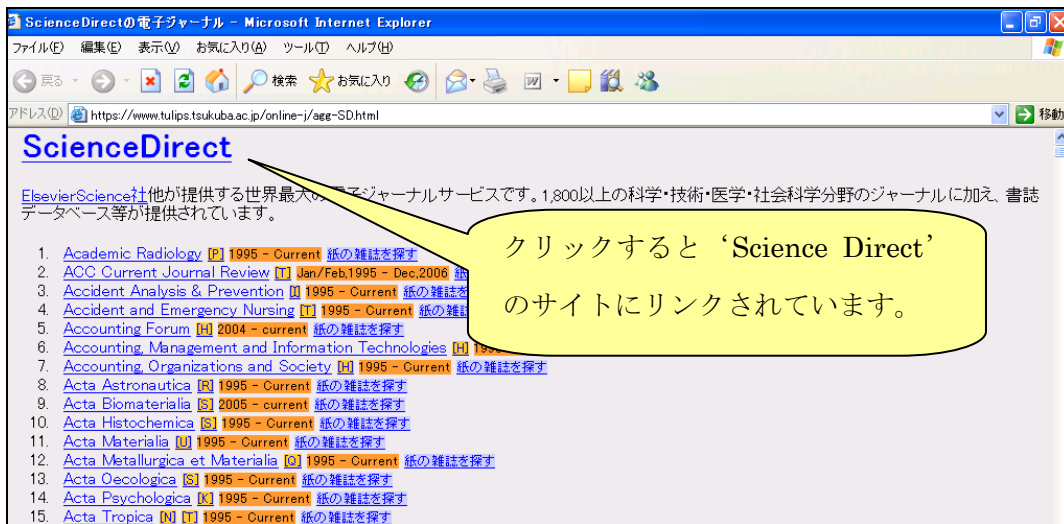 ScienceDirectの電子ジャーナル - Microsoft Internet Explorer
ファイル(F) 編集(E) 表示(V) お気に入り(A) ツール(T) ヘルプ(H)
戻る 検索 お気に入り
アドレス(D) https://www.tulips.tsukuba.ac.jp/online-j/agg-SD.html 移動
ScienceDirect
ElsevierScience社他が提供する世界最大の電子ジャーナルサービスです。1,800以上の科学・技術・医学・社会科学分野のジャーナルに加え、書誌
データベース等が提供されています。
クリックすると‘Science Direct’
のサイトにリンクされています。
1. Academic Radiology [P] 1995 - Current 紙の雑誌を探す
2. ACC Current Journal Review [T] Jan/Feb,1995 - Dec,2006 紙
3. Accident Analysis & Prevention [I] 1995 - Current 紙の雑誌を
4. Accident and Emergency Nursing [T] 1995 - Current 紙の雑誌
5. Accounting Forum [H] 2004 - current 紙の雑誌を探す
6. Accounting, Management and Information Technologies [H]
7. Accounting, Organizations and Society [H] 1995 - Current 紙の雑誌を探す
8. Acta Astronautica [R] 1995 - Current 紙の雑誌を探す
9. Acta Biomaterialia [S] 2005 - current 紙の雑誌を探す
10. Acta Histochemica [S] 1995 - Current 紙の雑誌を探す
11. Acta Materialia [U] 1995 - Current 紙の雑誌を探す
12. Acta Metallurgica et Materialia [Q] 1995 - Current 紙の雑誌を探す
13. Acta Oecologica [S] 1995 - Current 紙の雑誌を探す
14. Acta Psychologica [K] 1995 - Current 紙の雑誌を探す
15. Acta Tropica [N] [T] 1995 - Current 紙の雑誌を探す